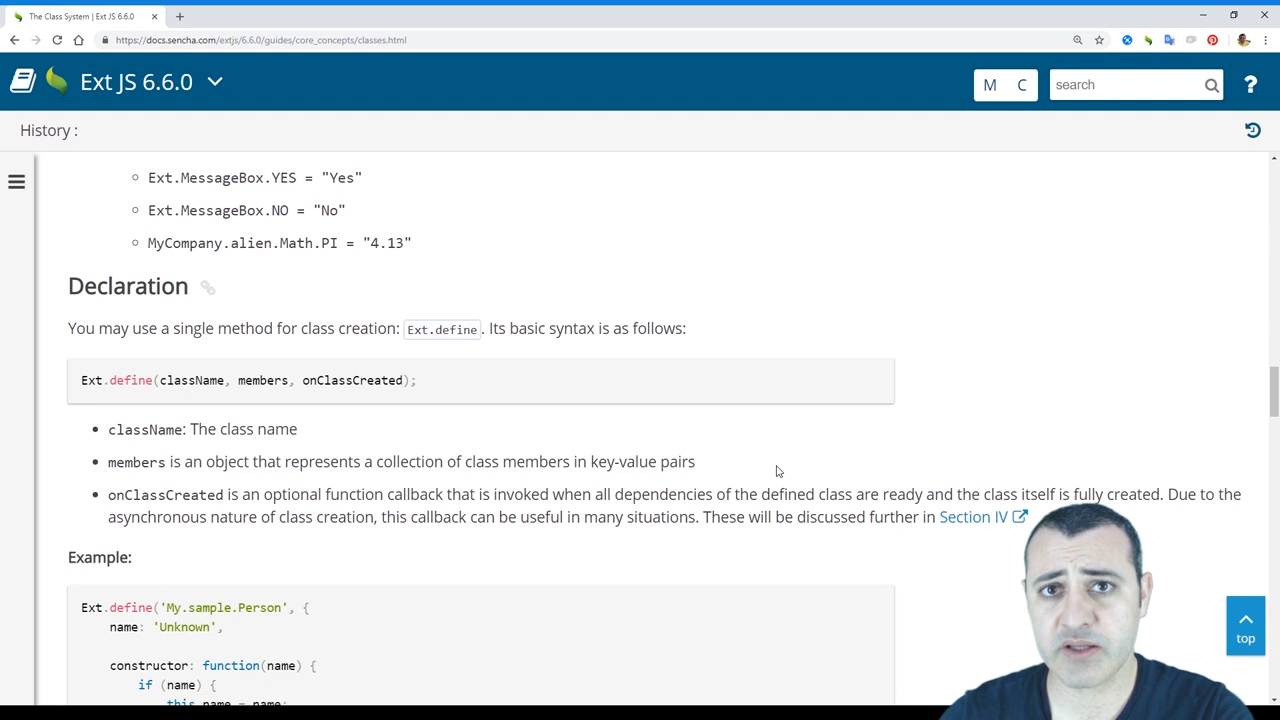 The Class System | Ext JS 6.6.0
https://docs.sencha.com/extjs/6.6.0/guides/core_concepts/classes.html
Ext JS 6.6.0
M C
search
?
History :
Ext.MessageBox.YES = "Yes"
Ext.MessageBox.NO = "No"
MyCompany.alien.Math.PI = "4.13"
Declaration
You may use a single method for class creation: Ext.define. Its basic syntax is as follows:
Ext.define(className, members, onClassCreated);
className: The class name
members is an object that represents a collection of class members in key-value pairs
onClassCreated is an optional function callback that is invoked when all dependencies of the defined class are ready and the class itself is fully created. Due to the
asynchronous nature of class creation, this callback can be useful in many situations. These will be discussed further in Section IV
Example:
Ext.define('My.sample.Person', {
name: 'Unknown',
constructor: function(name) {
if (name) {
this.name = name;
top